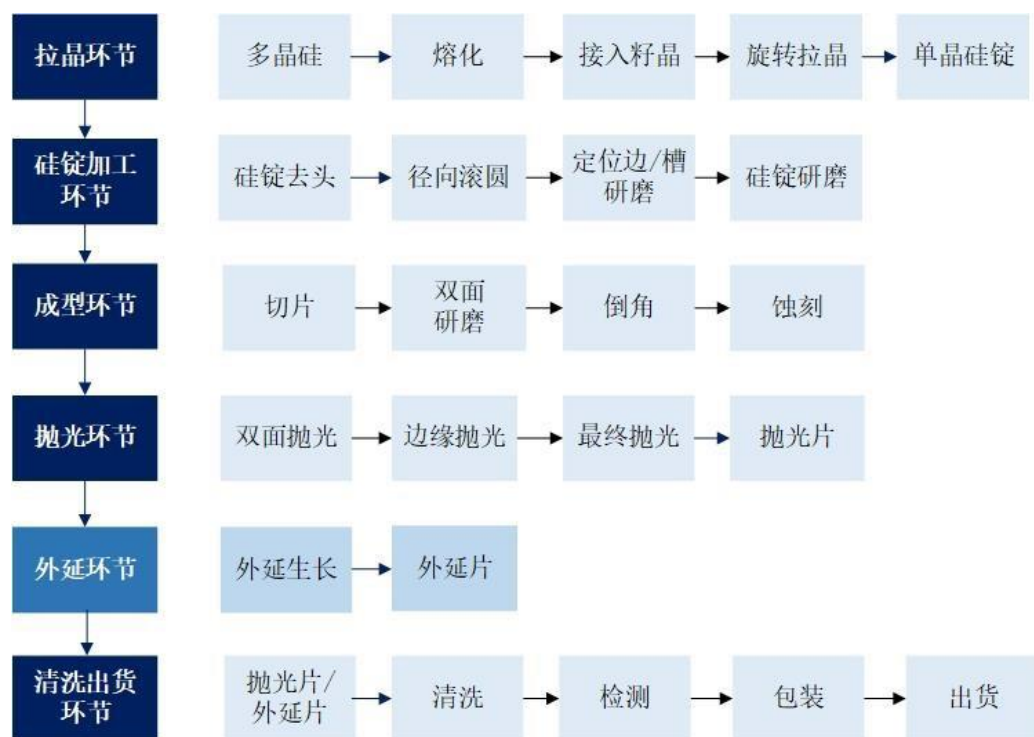 拉晶环节
多晶硅
熔化
接入籽晶
旋转拉晶
单晶硅锭
硅锭加工
环节
硅锭去头
径向滚圆
定位边/槽
研磨
硅锭研磨
成型环节
切片
双面
研磨
倒角
蚀刻
抛光环节
双面抛光
边缘抛光
最终抛光
抛光片
外延环节
外延生长
外延片
清洗出货
环节
抛光片/
外延片
清洗
检测
包装
出货